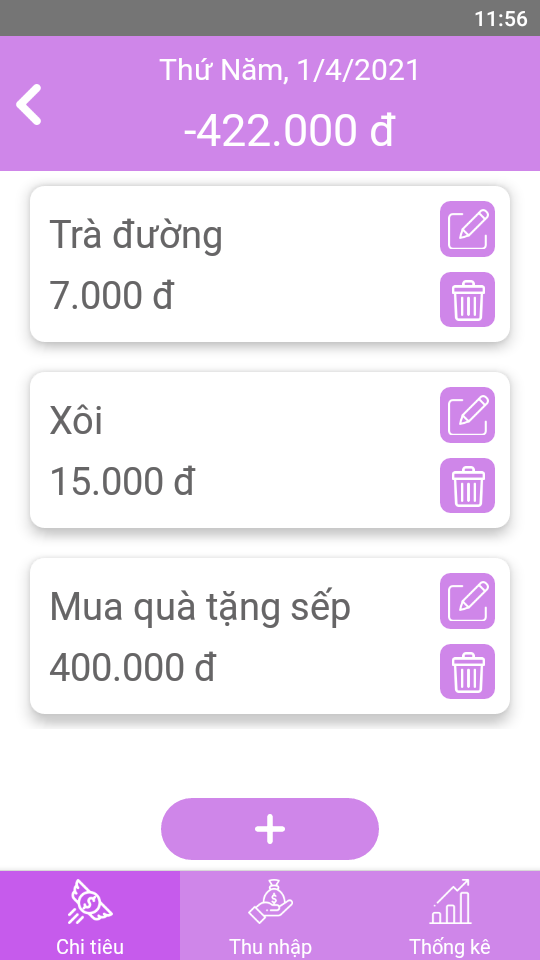 11:56
Thứ Năm, 1/4/2021
-422.000 đ
Trà đường
7.000 đ
Xôi
15.000 đ
Mua quà tặng sếp
400.000 đ
Chi tiêu
Thu nhập
Thống kê